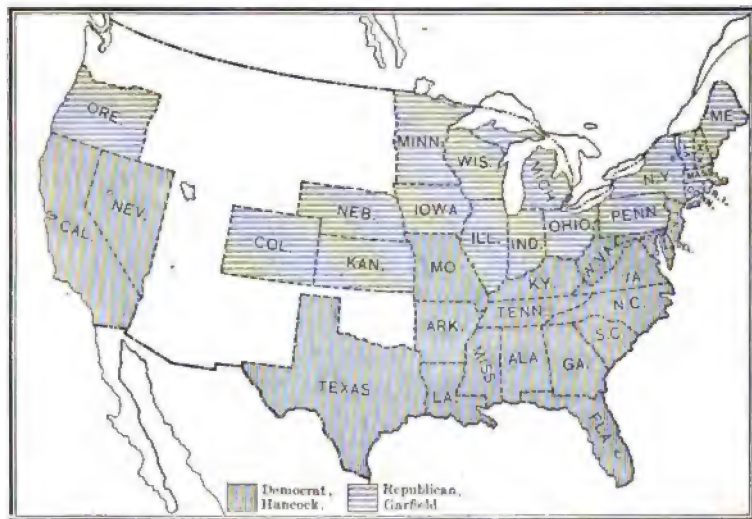 ORE.
MINN.
ME.
WIS.
MICH.
N.Y.
NEV.
CAL.
NEB.
IOWA
PENN
COL.
KAN.
ILL.
IND.
OHIO.
MO
KY.
W.VA.
VA
TENN
N.C.
ARK.
S.C
TEXAS
LA.
MISS
ALA
GA.
FLA.
Democrat,
Hancock.
Republican,
Garfield